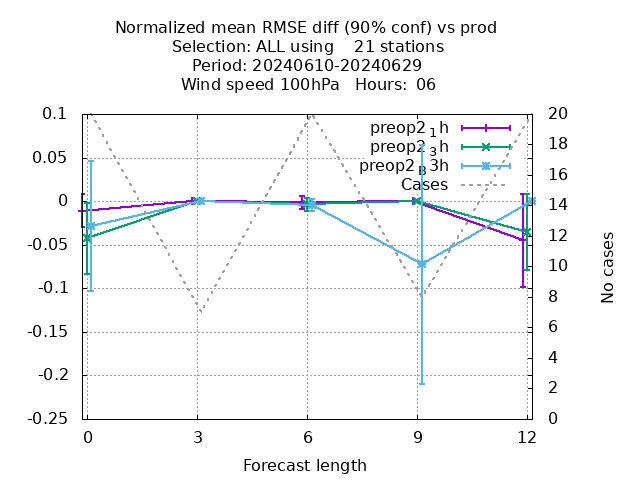 Normalized mean RMSE diff (90% conf) vs prod
Selection: ALL using    21 stations
Period: 20240610-20240629
Wind speed 100hPa   Hours:  06
0.1
0.05
0
-0.05
-0.1
-0.15
-0.2
-0.25
20
18
16
14
12
10
8
6
4
2
0
preop2 1h
preop2 3h
preop2 B3h
Cases
No cases
0 3 6 9 12
Forecast length